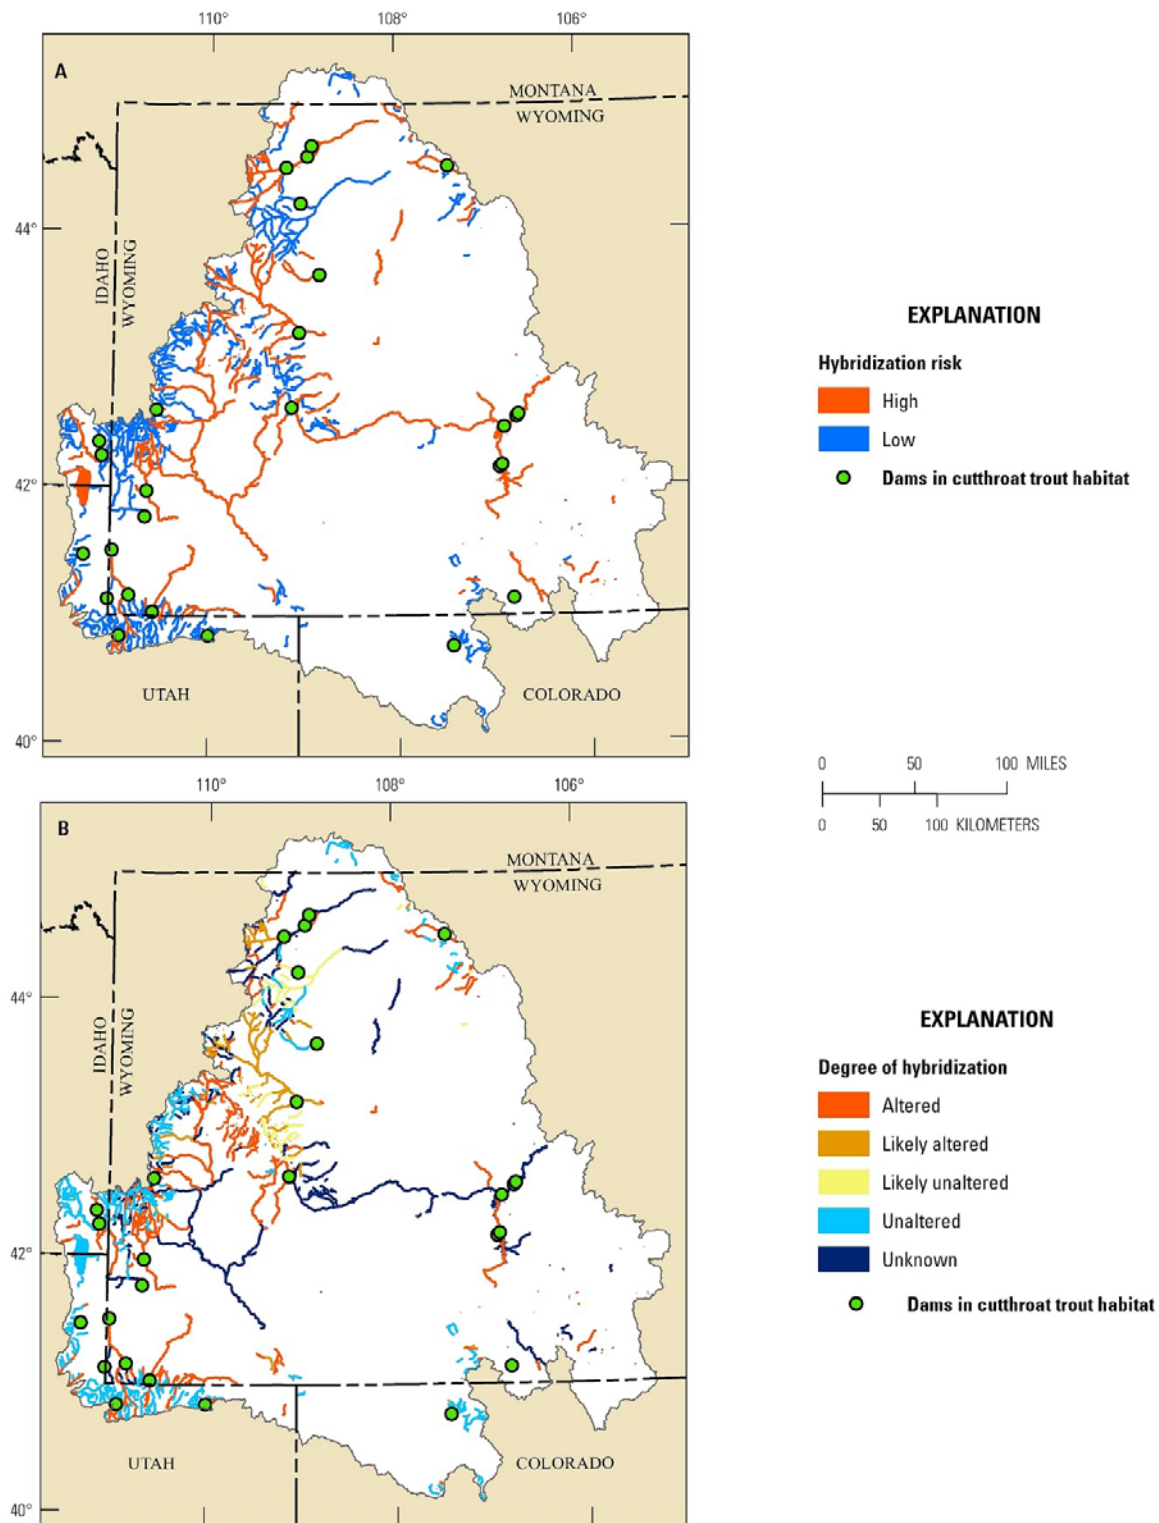 110°
108°
106°
A
MONTANA
WYOMING
44°
IDAHO
WYOMING
42°
UTAH
COLORADO
40°
EXPLANATION
Hybridization risk
High
Low
Dams in cutthroat trout habitat
0 50 100 MILES
0 50 100 KILOMETERS
110°
108°
106°
B
MONTANA
WYOMING
44°
IDAHO
WYOMING
42°
UTAH
COLORADO
40°
EXPLANATION
Degree of hybridization
Altered
Likely altered
Likely unaltered
Unaltered
Unknown
Dams in cutthroat trout habitat